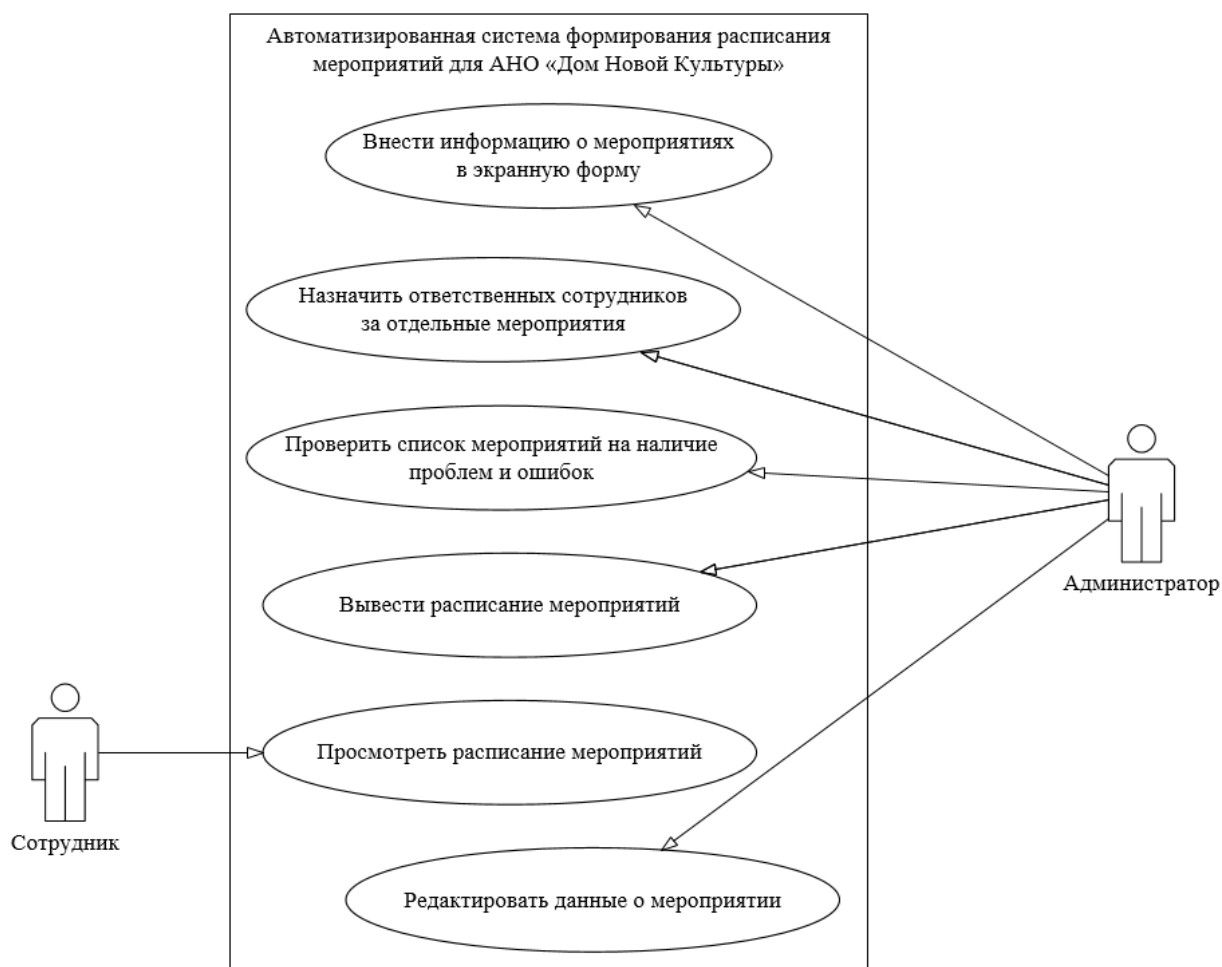 Автоматизированная система формирования расписания
мероприятий для АНО «Дом Новой Культуры»
Внести информацию о мероприятиях
в экранную форму
Назначить ответственных сотрудников
за отдельные мероприятия
Проверить список мероприятий на наличие
проблем и ошибок
Администратор
Вывести расписание мероприятий
Просмотреть расписание мероприятий
Сотрудник
Редактировать данные о мероприятии